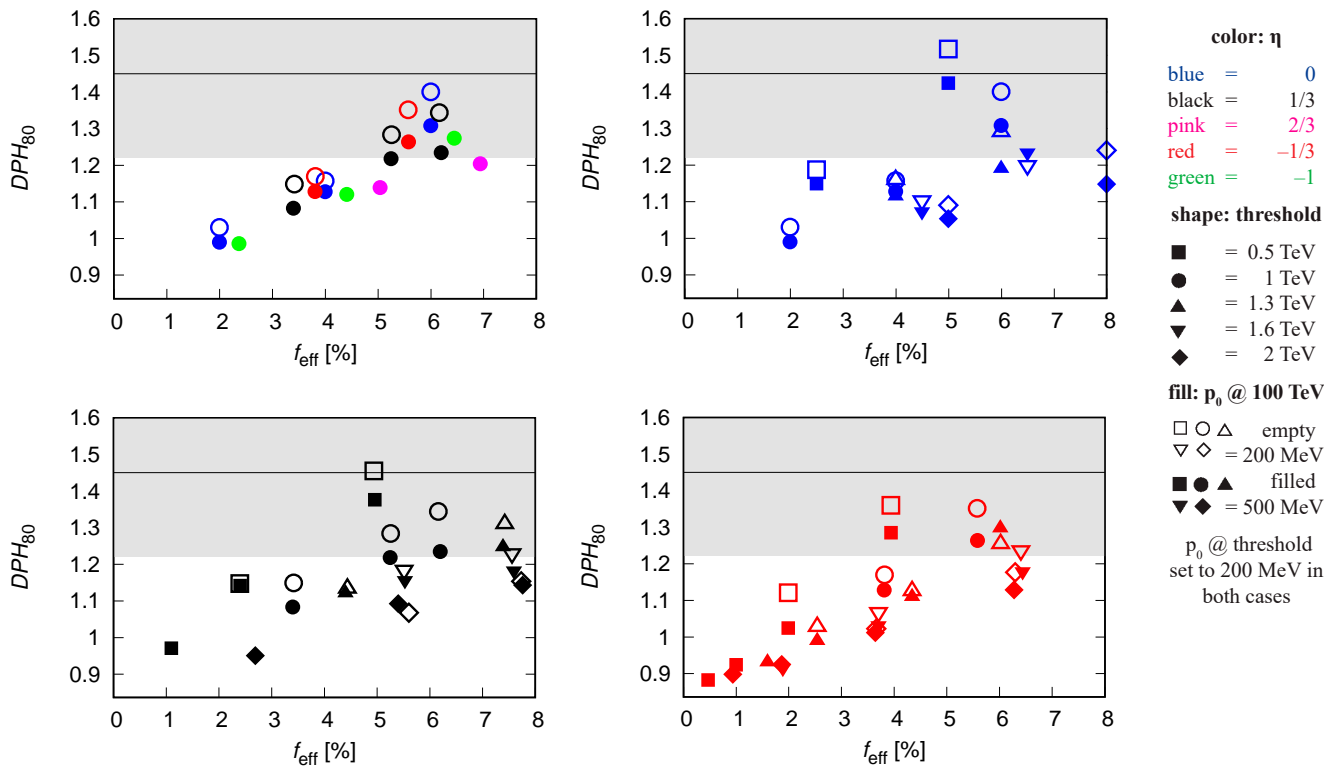 1.6
1.5
1.4
1.3
1.2
1.1
1
0.9
DPH80
0 1 2 3 4 5 6 7 8
feff [%]
1.6
1.5
1.4
1.3
1.2
1.1
1
0.9
DPH80
0 1 2 3 4 5 6 7 8
feff [%]
1.6
1.5
1.4
1.3
1.2
1.1
1
0.9
DPH80
0 1 2 3 4 5 6 7 8
feff [%]
1.6
1.5
1.4
1.3
1.2
1.1
1
0.9
DPH80
0 1 2 3 4 5 6 7 8
feff [%]
color: η
blue = 0
black = 1/3
pink = 2/3
red = –1/3
green = –1
shape: threshold
= 0.5 TeV
= 1 TeV
= 1.3 TeV
= 1.6 TeV
= 2 TeV
fill: p0 @ 100 TeV
empty
= 200 MeV
filled
= 500 MeV
p0 @ threshold
set to 200 MeV in
both cases